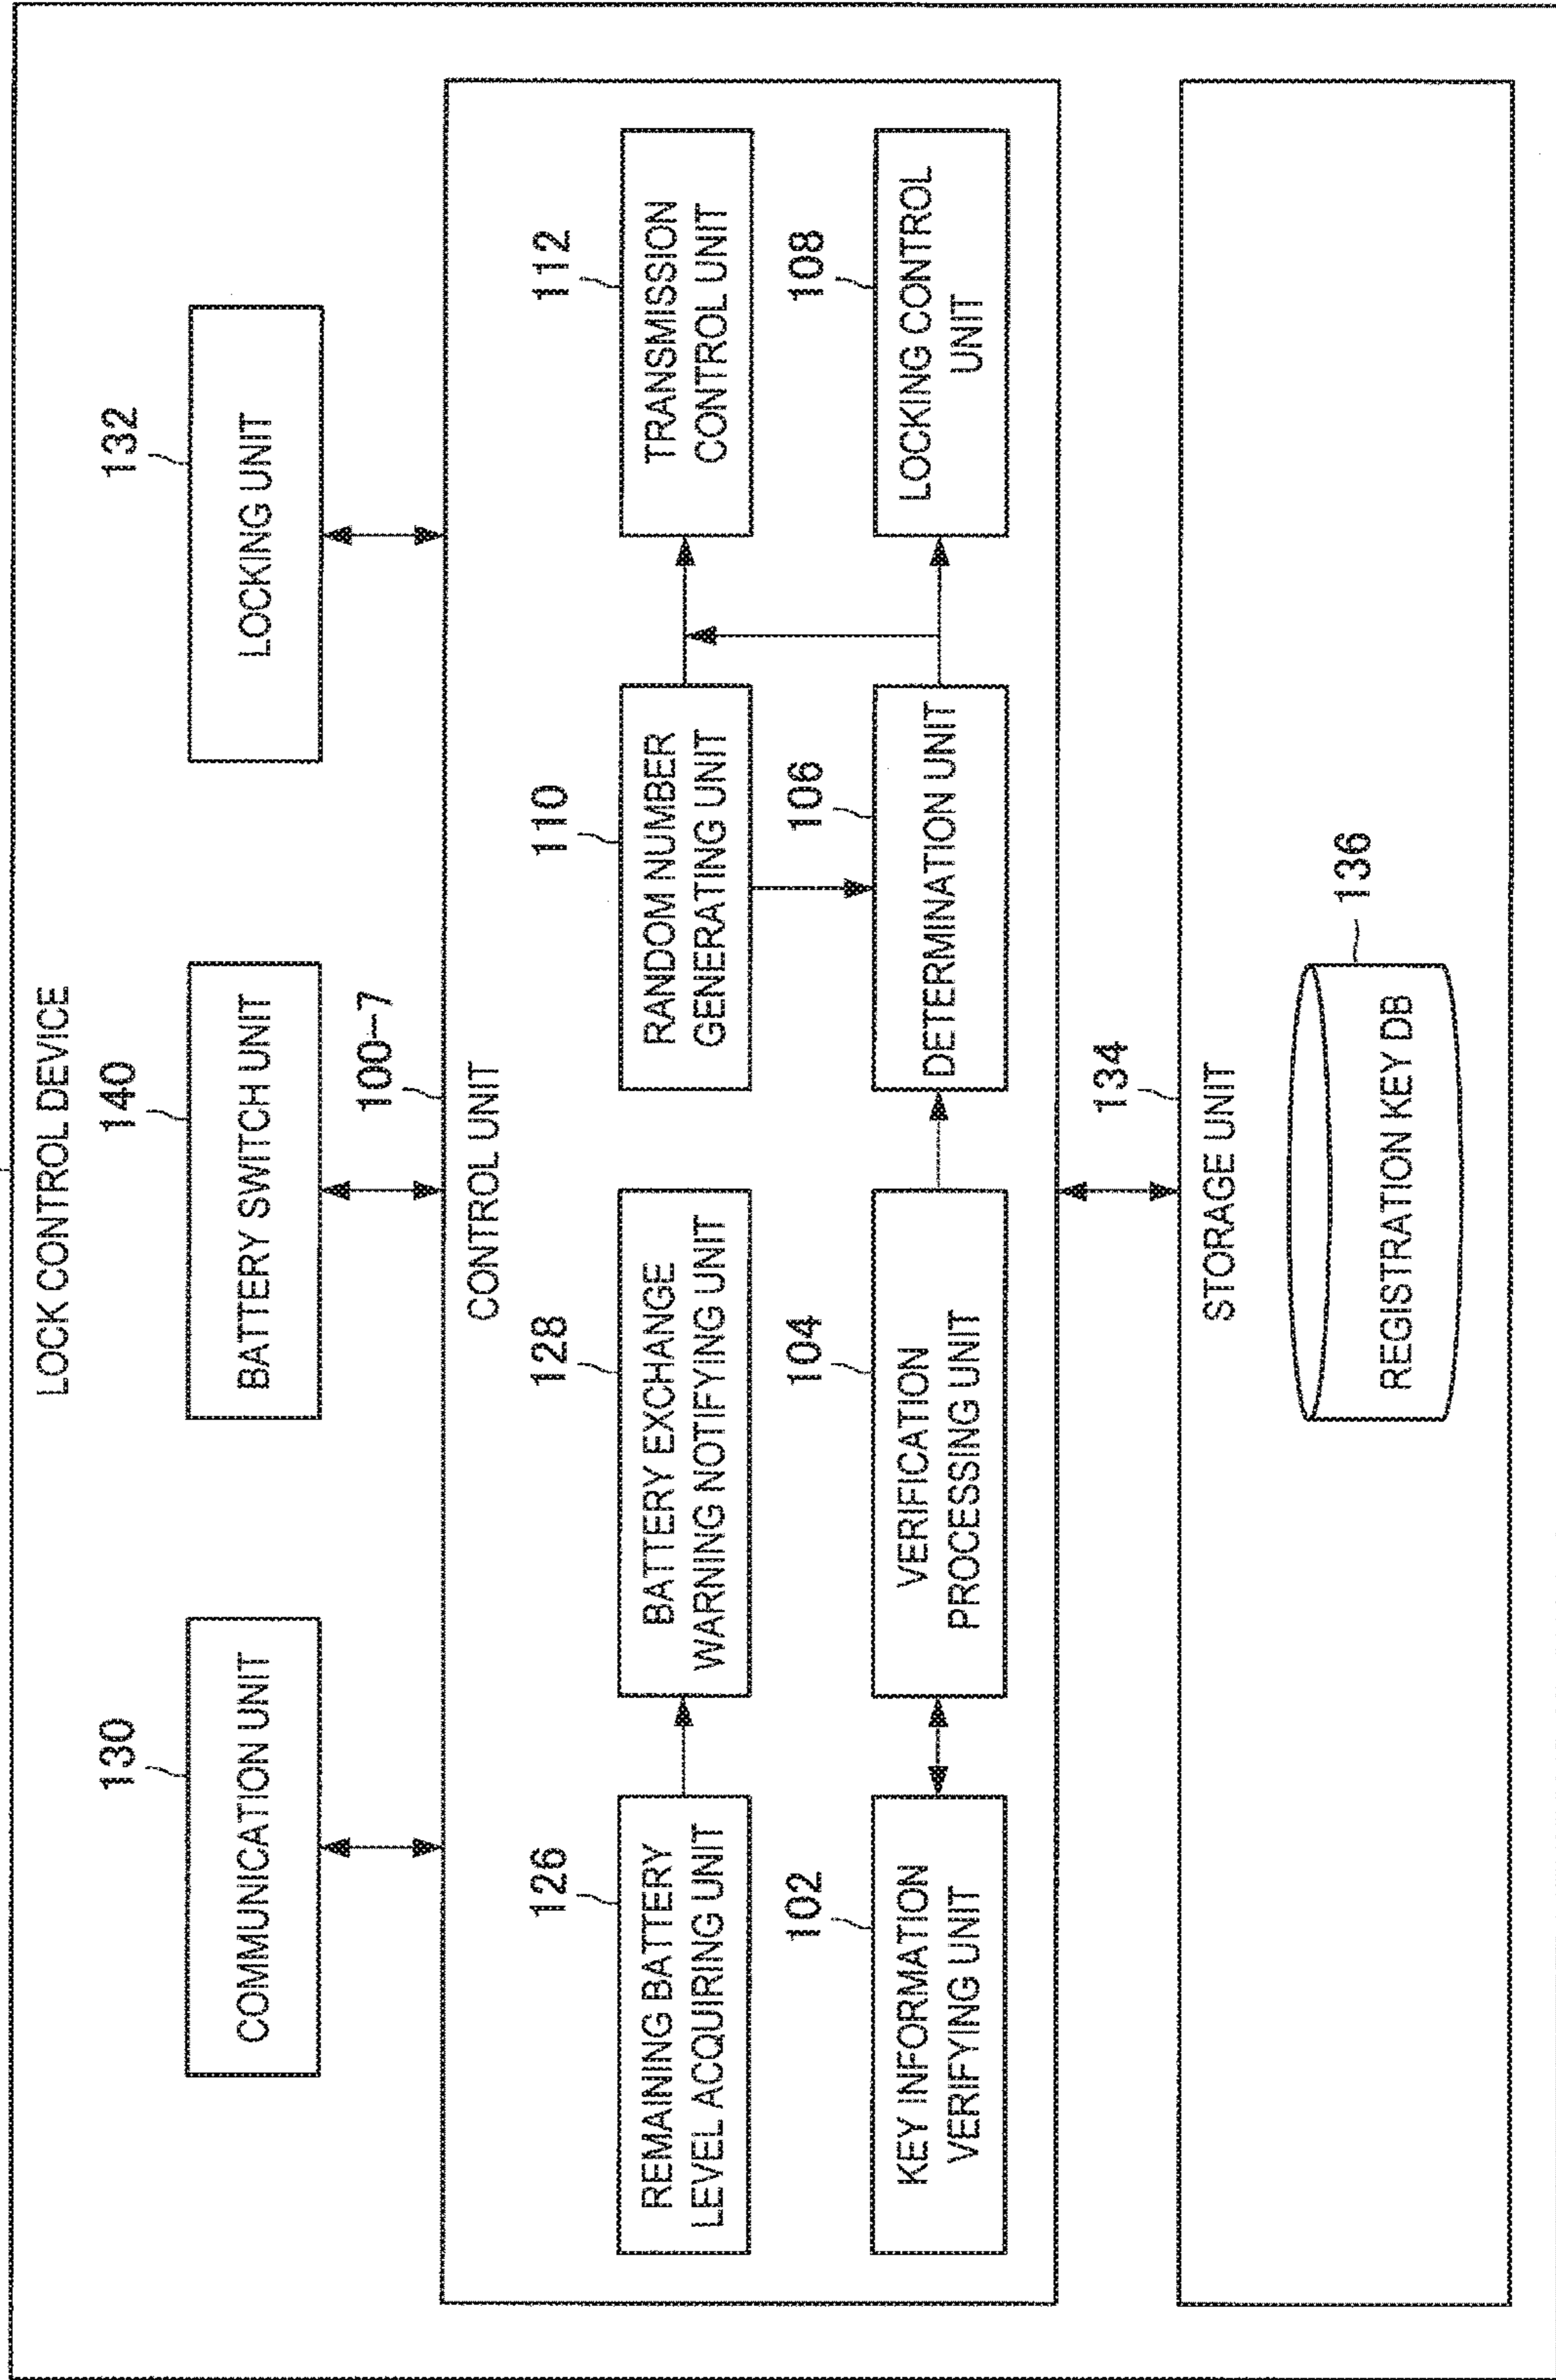 LOCK CONTROL DEVICE
130
COMMUNICATION UNIT
140
BATTERY SWITCH UNIT
132
LOCKING UNIT
100-7
CONTROL UNIT
126
REMAINING BATTERY
LEVEL ACQUIRING UNIT
128
BATTERY EXCHANGE
WARNING NOTIFYING UNIT
110
RANDOM NUMBER
GENERATING UNIT
112
TRANSMISSION
CONTROL UNIT
102
KEY INFORMATION
VERIFYING UNIT
104
VERIFICATION
PROCESSING UNIT
106
DETERMINATION UNIT
108
LOCKING CONTROL
UNIT
134
STORAGE UNIT
136
REGISTRATION KEY DB